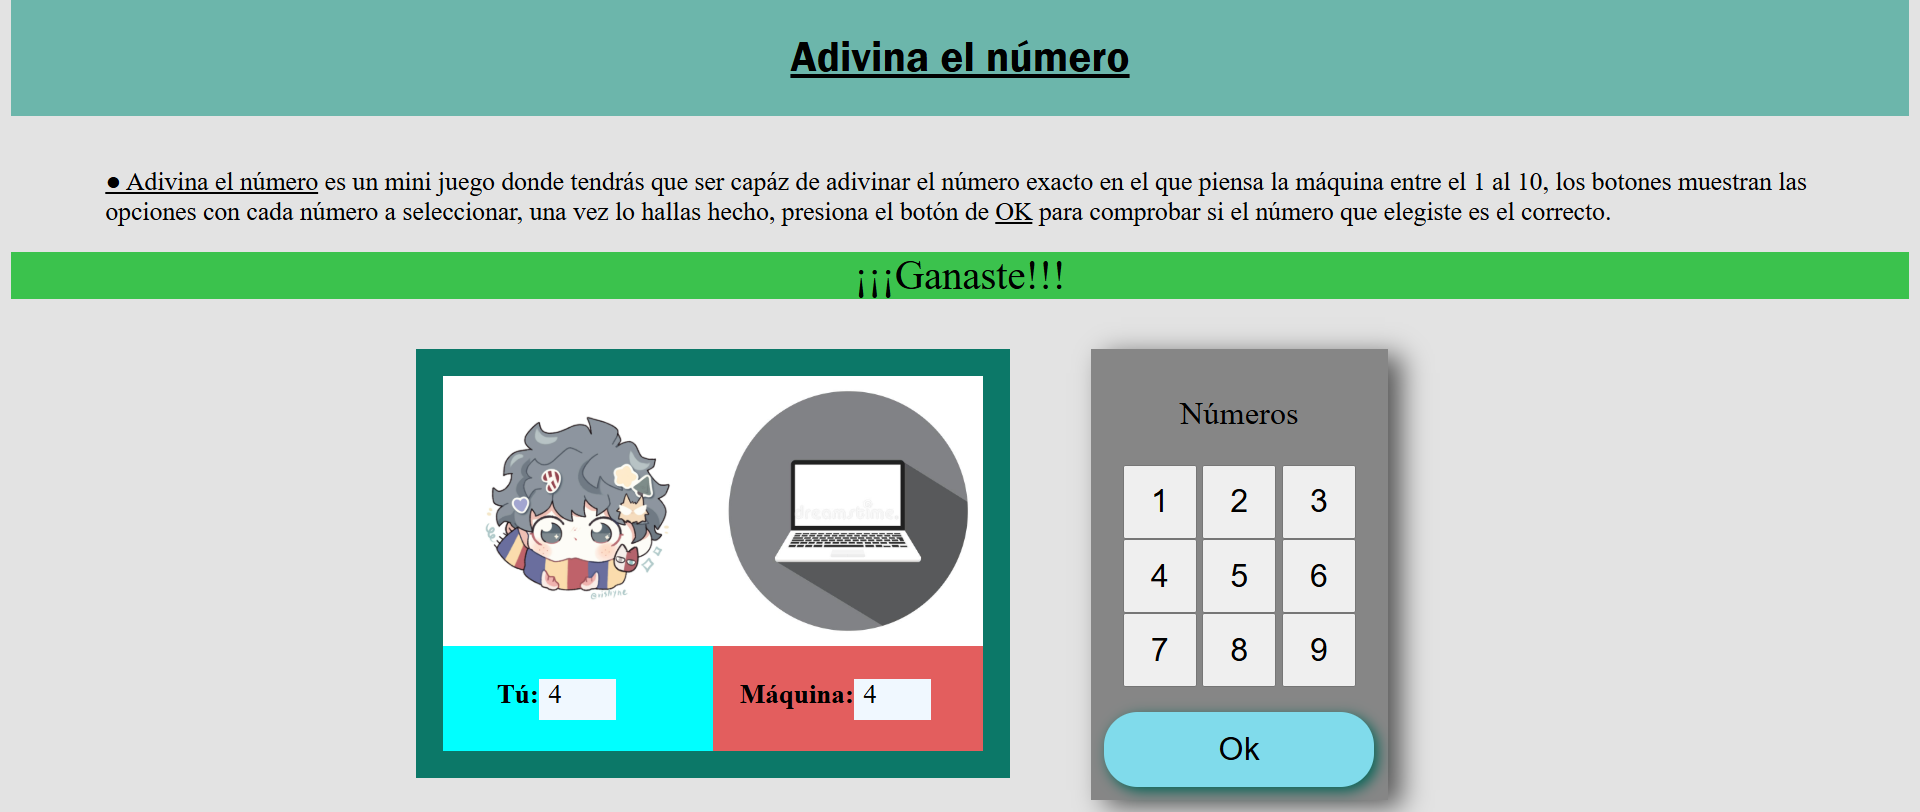 Adivina el número
● Adivina el número es un mini juego donde tendrás que ser capáz de adivinar el número exacto en el que piensa la máquina entre el 1 al 10, los botones muestran las
opciones con cada número a seleccionar, una vez lo hallas hecho, presiona el botón de OK para comprobar si el número que elegiste es el correcto.
¡¡¡Ganaste!!!
dreamstime
Tú: 4
Máquina: 4
Números
1 2 3
4 5 6
7 8 9
Ok